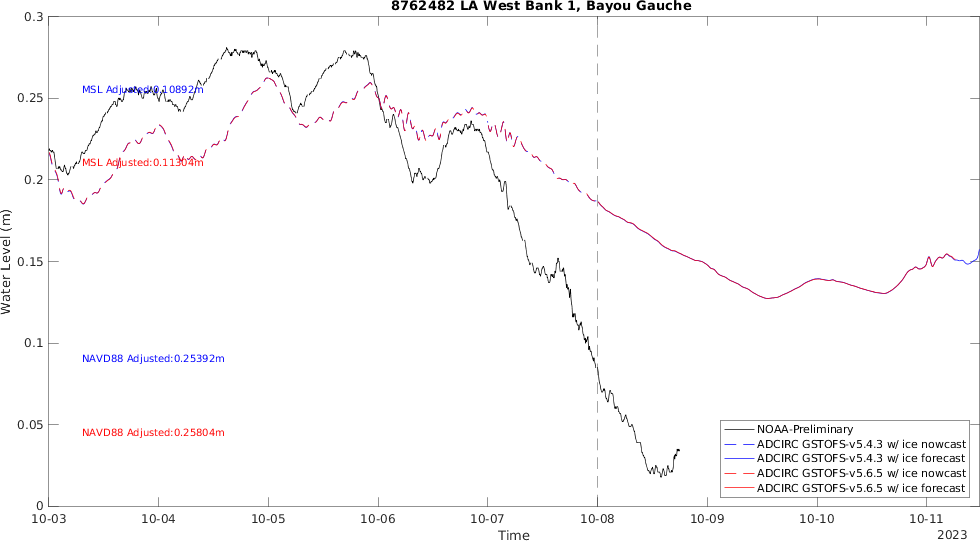 8762482 LA West Bank 1, Bayou Gauche
0.3
0.25
0.2
0.15
0.1
0.05
0
Water Level (m)
MSL Adjusted:0.10892m
MSL Adjusted:0.11304m
NAVD88 Adjusted:0.25392m
NAVD88 Adjusted:0.25804m
NOAA-Preliminary
ADCIRC GSTOFS-v5.4.3 w/ ice nowcast
ADCIRC GSTOFS-v5.4.3 w/ ice forecast
ADCIRC GSTOFS-v5.6.5 w/ ice nowcast
ADCIRC GSTOFS-v5.6.5 w/ ice forecast
10-03 10-04 10-05 10-06 10-07 10-08 10-09 10-10 10-11
Time
2023